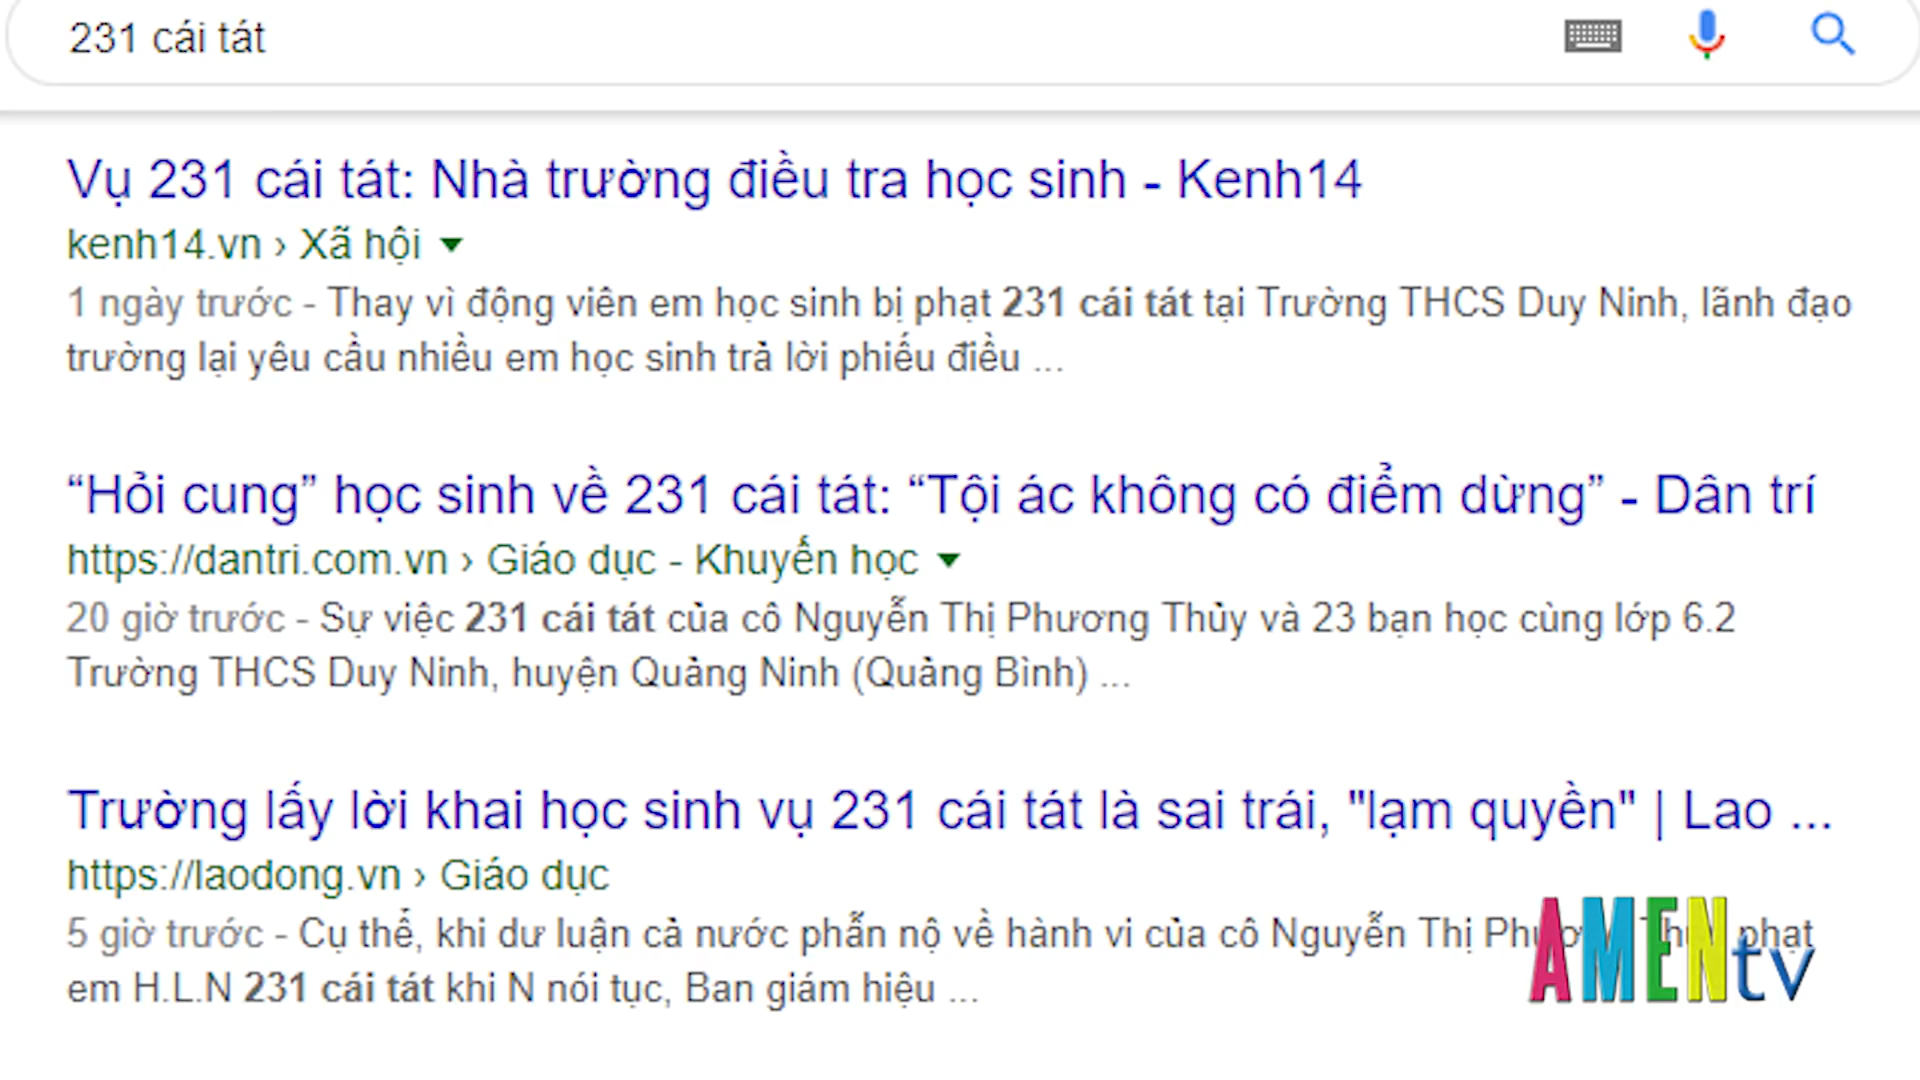 231 cái tát
Vụ 231 cái tát: Nhà trường điều tra học sinh - Kenh14
kenh14.vn › Xã hội
1 ngày trước - Thay vì động viên em học sinh bị phạt 231 cái tát tại Trường THCS Duy Ninh, lãnh đạo
trường lại yêu cầu nhiều em học sinh trả lời phiếu điều ...
“Hỏi cung” học sinh về 231 cái tát: “Tội ác không có điểm dừng” - Dân trí
https://dantri.com.vn › Giáo dục - Khuyến học
20 giờ trước - Sự việc 231 cái tát của cô Nguyễn Thị Phương Thủy và 23 bạn học cùng lớp 6.2
Trường THCS Duy Ninh, huyện Quảng Ninh (Quảng Bình) ...
Trường lấy lời khai học sinh vụ 231 cái tát là sai trái, "lạm quyền" | Lao ...
https://laodong.vn › Giáo dục
5 giờ trước - Cụ thể, khi dư luận cả nước phẫn nộ về hành vi của cô Nguyễn Thị phạt
em H.L.N 231 cái tát khi N nói tục, Ban giám hiệu ...
AMENtv